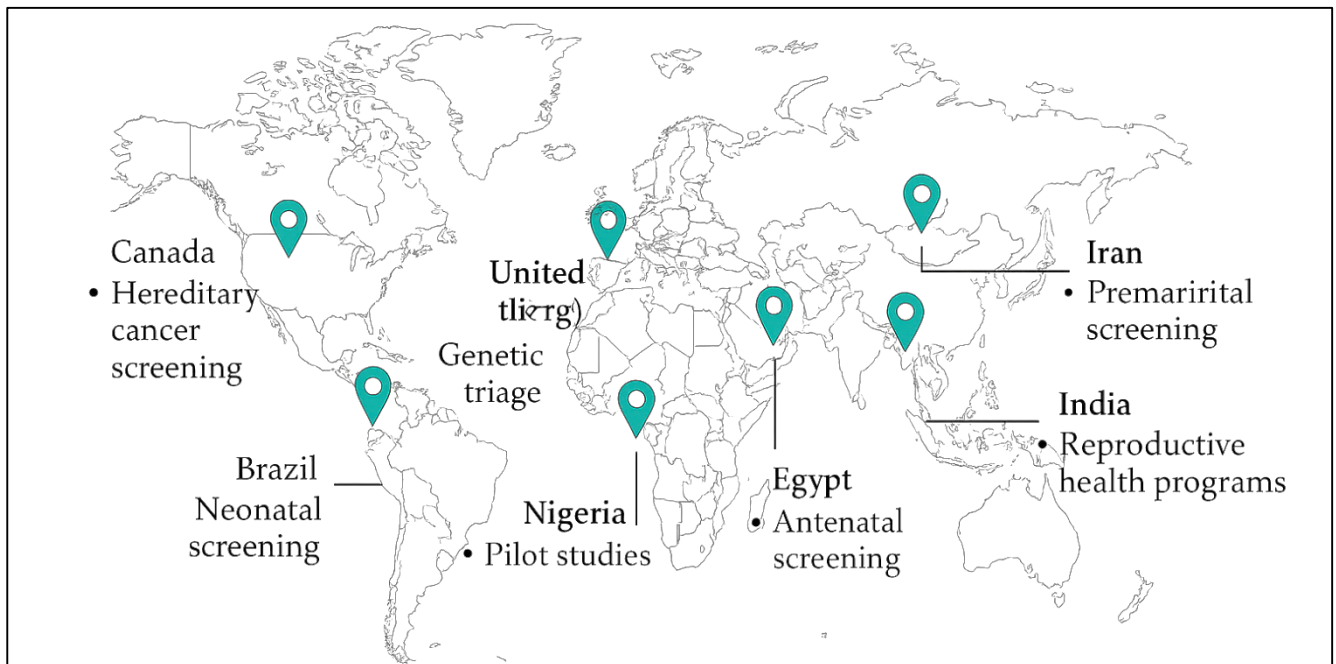 Canada
• Hereditary
cancer
screening
United
Genetic
triage
Iran
• Premarirital
screening
India
• Reproductive
health programs
Brazil
Neonatal
screening
Nigeria
• Pilot studies
Egypt
• Antenatal
screening